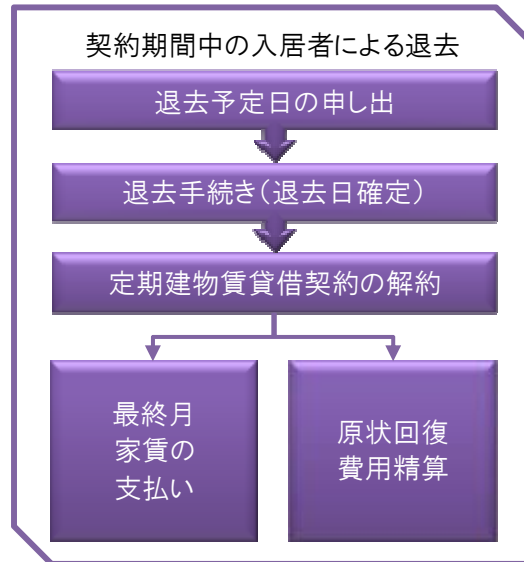 契約期間中の入居者による退去
退去予定日の申し出
退去手続き(退去日確定)
定期建物賃貸借契約の解約
最終月
家賃の
支払い
原状回復
費用精算